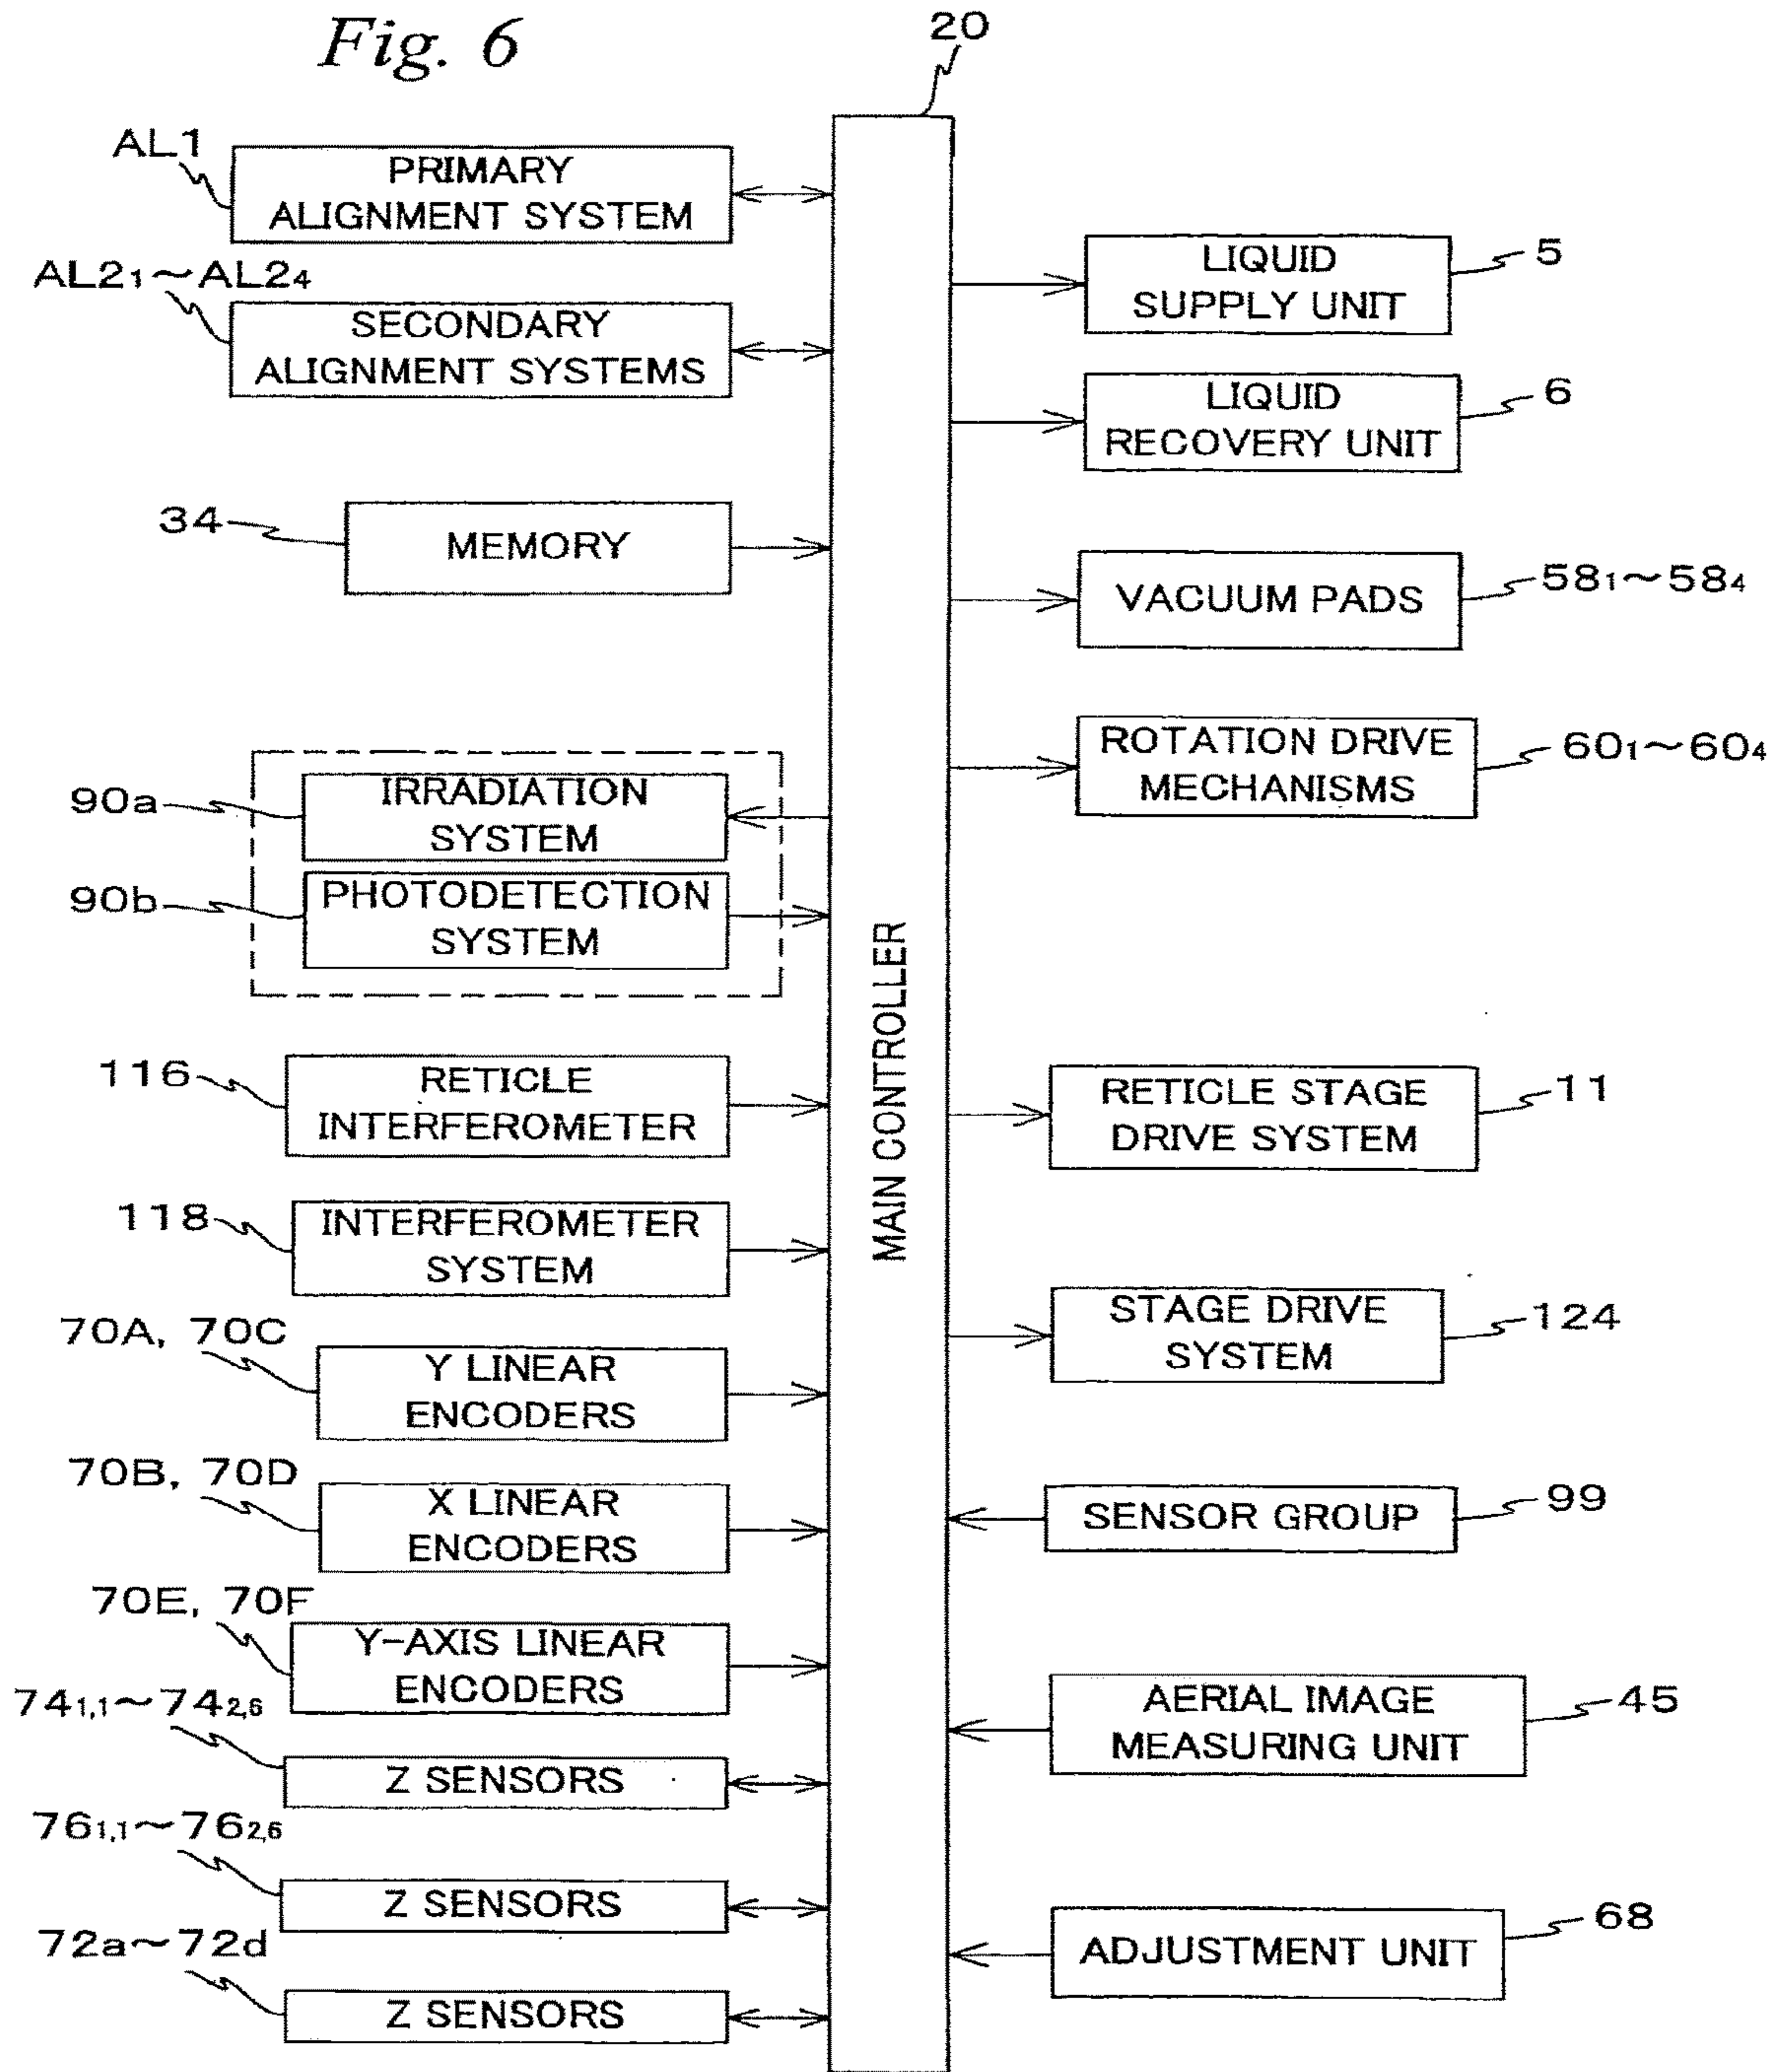 Fig. 6
20
AL1
PRIMARY
ALIGNMENT SYSTEM
AL2₁～AL2₄
SECONDARY
ALIGNMENT SYSTEMS
34
MEMORY
90a
IRRADIATION
SYSTEM
90b
PHOTODETECTION
SYSTEM
116
RETICLE
INTERFEROMETER
118
INTERFEROMETER
SYSTEM
70A, 70C
Y LINEAR
ENCODERS
70B, 70D
X LINEAR
ENCODERS
70E, 70F
Y-AXIS LINEAR
ENCODERS
74₁,₁～74₂,₆
Z SENSORS
76₁,₁～76₂,₆
Z SENSORS
72a～72d
Z SENSORS
MAIN CONTROLLER
LIQUID
SUPPLY UNIT
5
LIQUID
RECOVERY UNIT
6
VACUUM PADS
58₁～58₄
ROTATION DRIVE
MECHANISMS
60₁～60₄
RETICLE STAGE
DRIVE SYSTEM
11
STAGE DRIVE
SYSTEM
124
SENSOR GROUP
99
AERIAL IMAGE
MEASURING UNIT
45
ADJUSTMENT UNIT
68